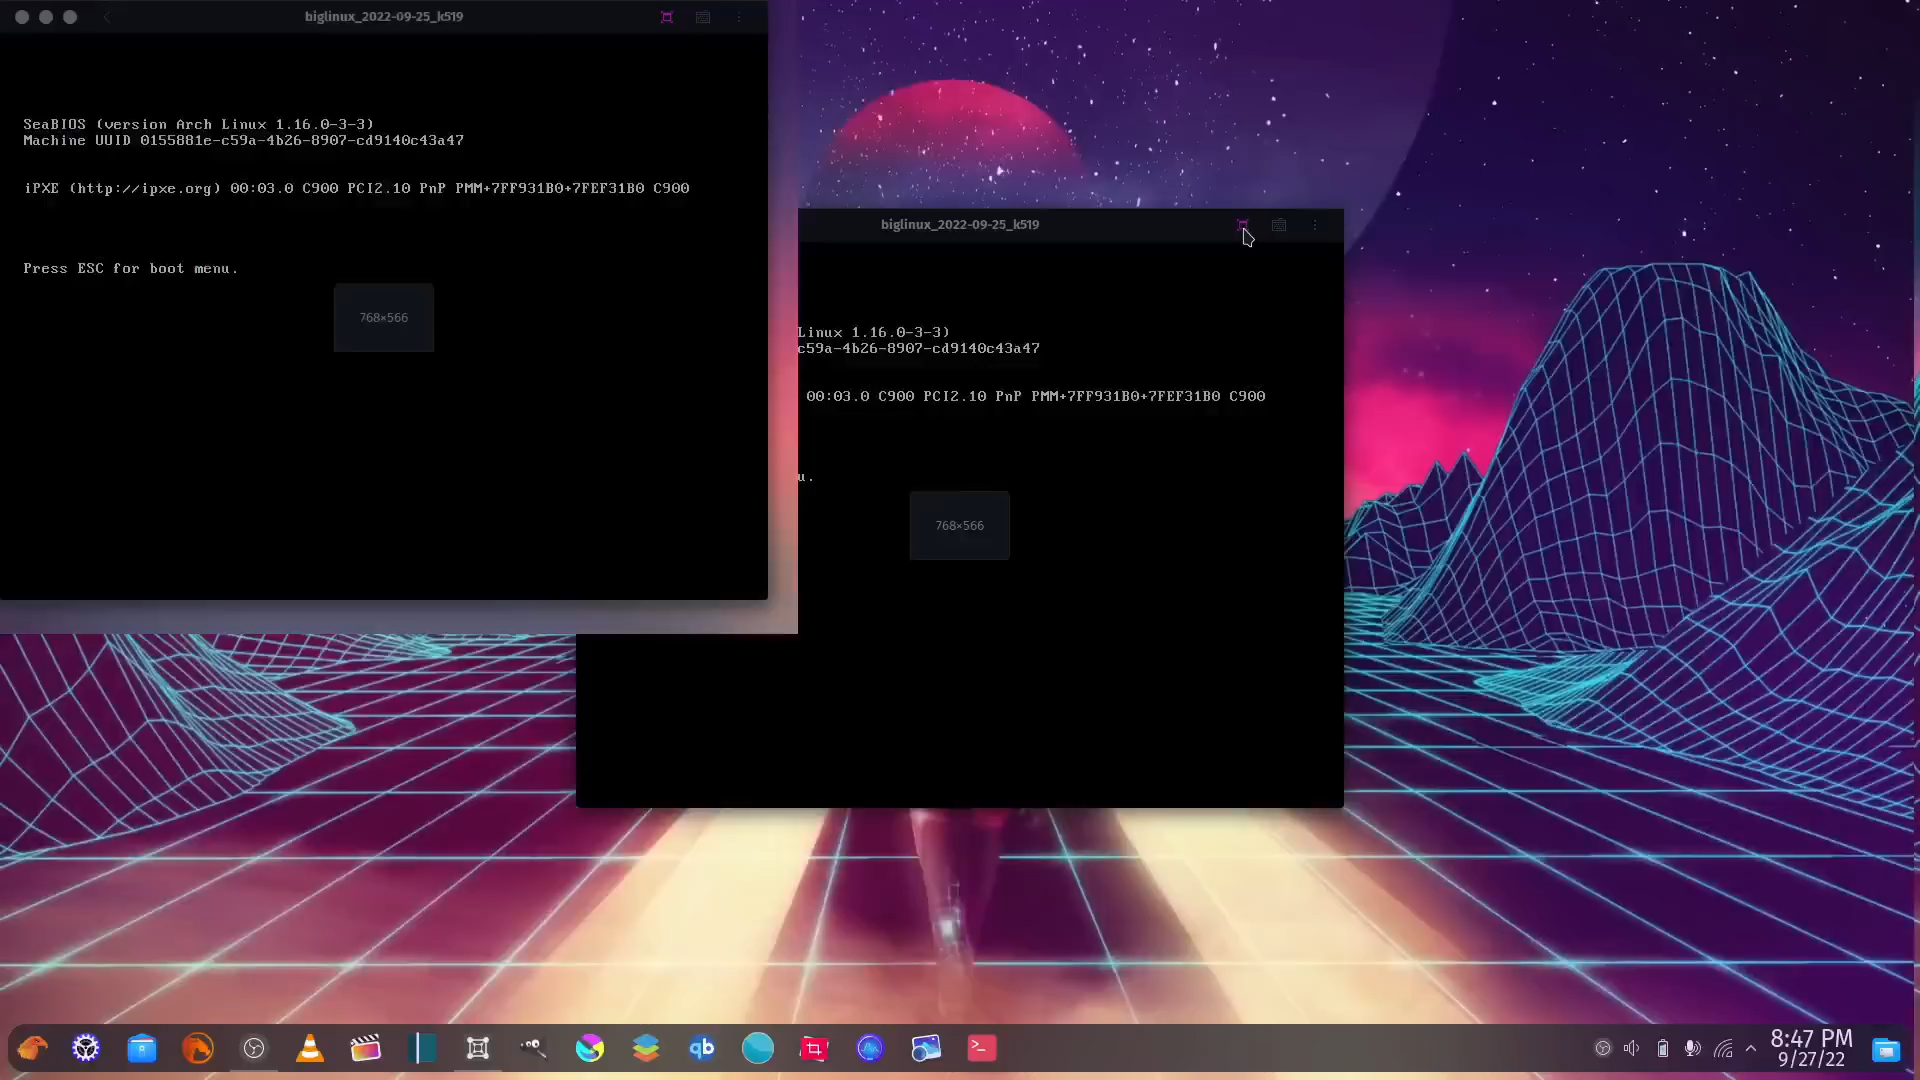 biglinux_2022-09-25_k519
SeaBIOS (version Arch Linux 1.16.0-3-3)
Machine UUID 0155881e-c59a-4b26-8907-cd9140c43a47
iPXE (http://ipxe.org) 00:03.0 C900 PCI2.10 PnP PMM+7FF931B0+7FEF31B0 C900
Press ESC for boot menu.
768×566
biglinux_2022-09-25_k519
Linux 1.16.0-3-3)
c59a-4b26-8907-cd9140c43a47
00:03.0 C900 PCI2.10 PnP PMM+7FF931B0+7FEF31B0 C900
u.
768×566
qb
>_
8:47 PM
9/27/22